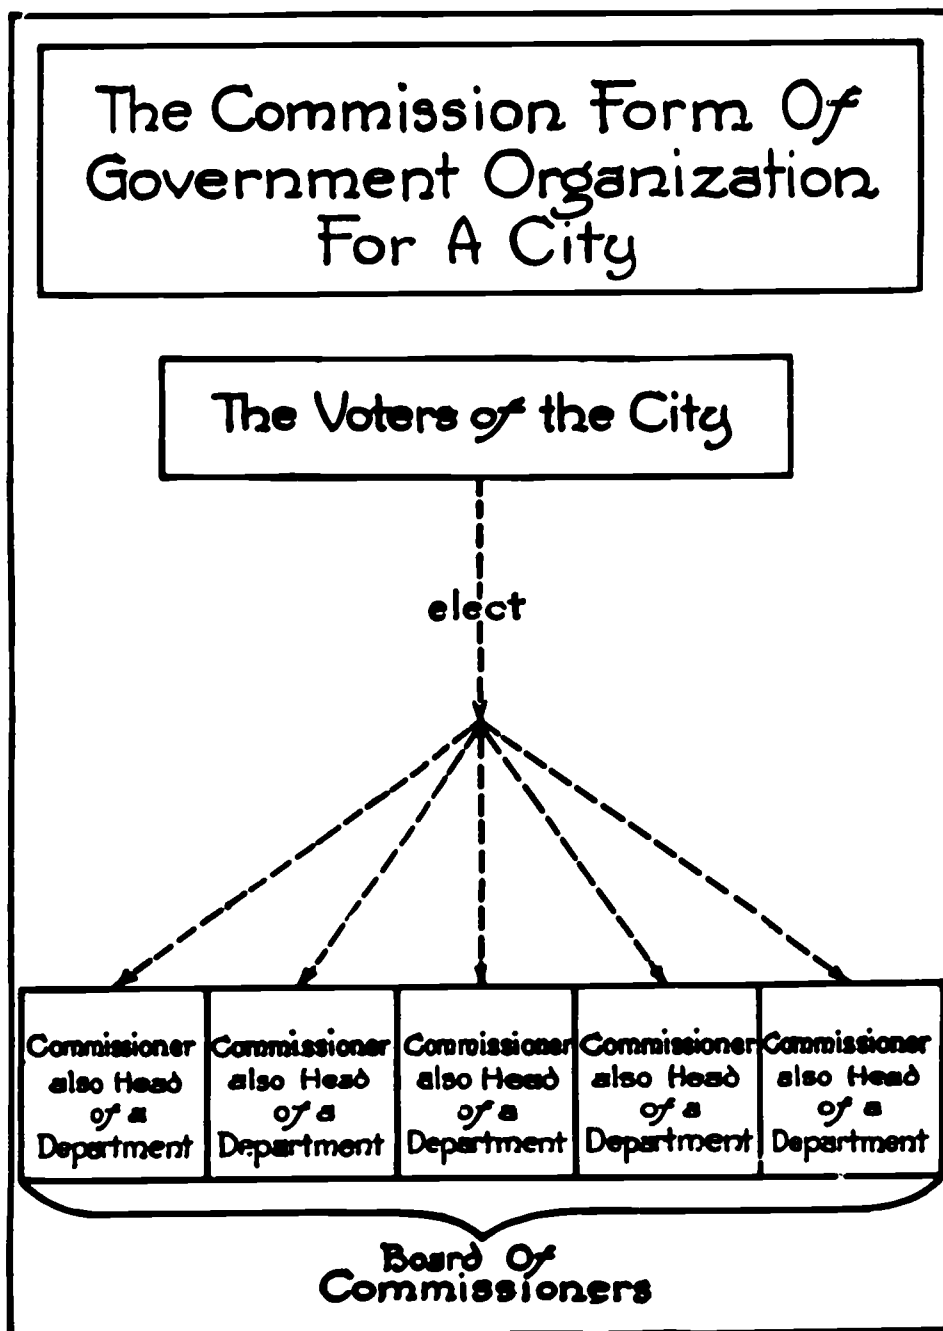 The Commission Form Of
Government Organization
For A City
The Voters of the City
elect
Commissioner
also Head
of a
Department
Commissioner
also Head
of a
Department
Commissioner
also Head
of a
Department
Commissioner
also Head
of a
Department
Commissioner
also Head
of a
Department
Board Of
Commissioners